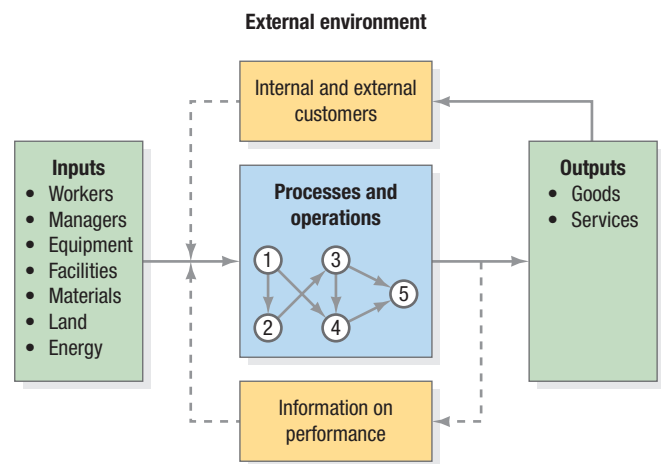 External environment
Internal and external
customers
Inputs
• Workers
• Managers
• Equipment
• Facilities
• Materials
• Land
• Energy
Processes and
operations
1
3
5
2
4
Outputs
• Goods
• Services
Information on
performance